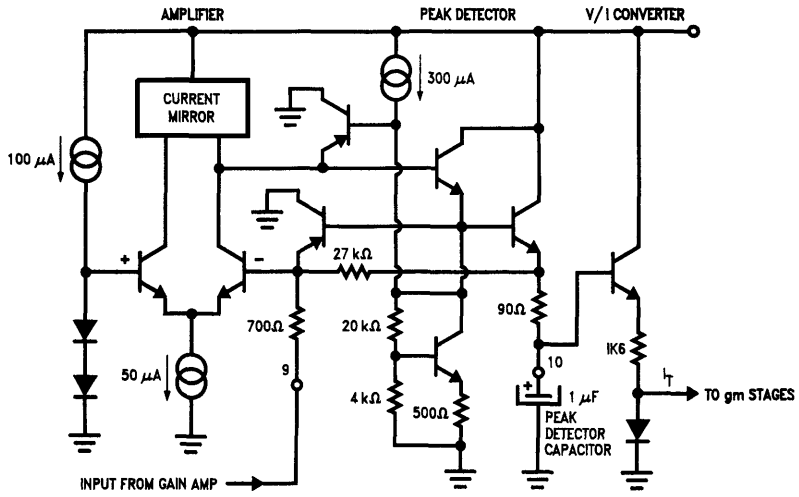 AMPLIFIER
PEAK DETECTOR
V/I CONVERTER
CURRENT
MIRROR
300 μA
100 μA
+
-
27 kΩ
700Ω
20 kΩ
90Ω
9
10
50 μA
4 kΩ
500Ω
+
1 μF
PEAK
DETECTOR
CAPACITOR
1K6
IT
TO gm STAGES
INPUT FROM GAIN AMP